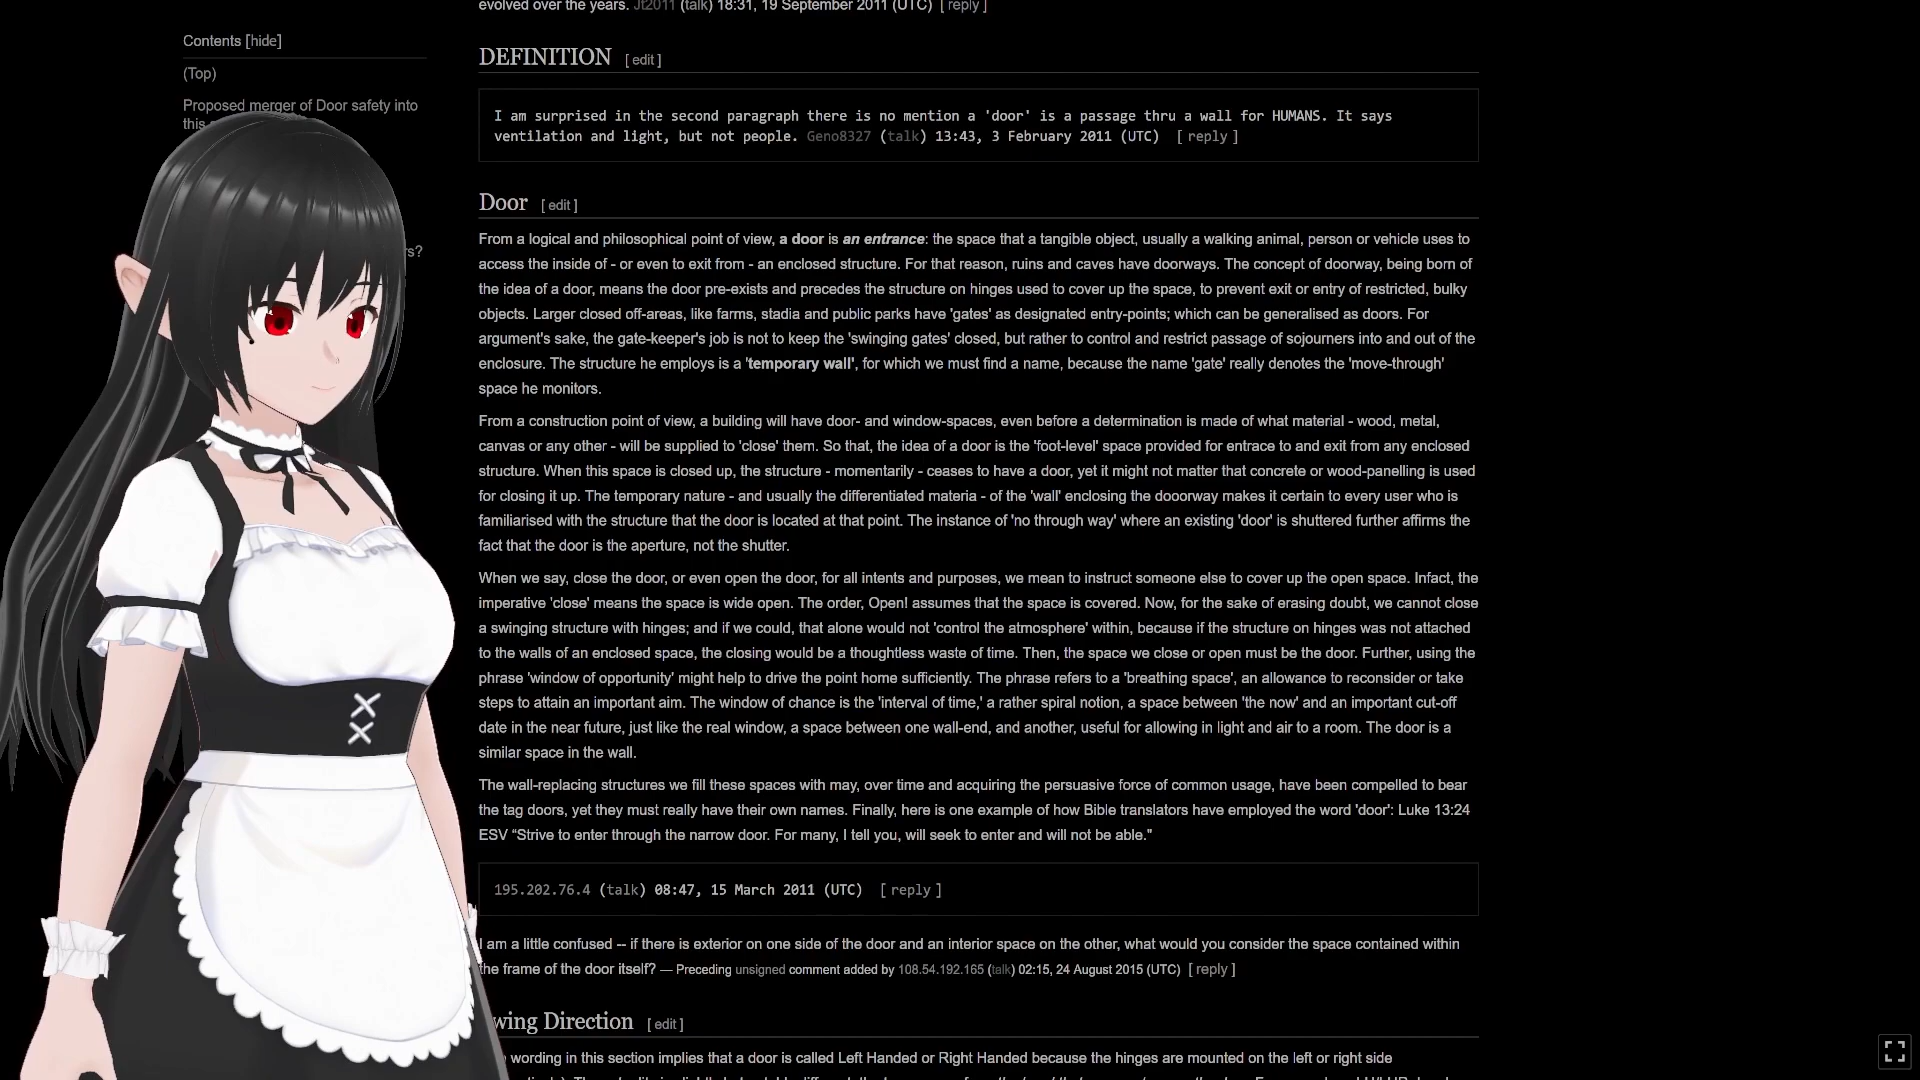 evolved over the years. Jt2011 (talk) 18:31, 19 September 2011 (UTC) [ reply ]
Contents [hide]
(Top)
Proposed merger of Door safety into
this
rs?
DEFINITION [ edit ]
I am surprised in the second paragraph there is no mention a 'door' is a passage thru a wall for HUMANS. It says
ventilation and light, but not people. Geno8327 (talk) 13:43, 3 February 2011 (UTC) [ reply ]
Door [ edit ]
From a logical and philosophical point of view, a door is an entrance: the space that a tangible object, usually a walking animal, person or vehicle uses to
access the inside of - or even to exit from - an enclosed structure. For that reason, ruins and caves have doorways. The concept of doorway, being born of
the idea of a door, means the door pre-exists and precedes the structure on hinges used to cover up the space, to prevent exit or entry of restricted, bulky
objects. Larger closed off-areas, like farms, stadia and public parks have 'gates' as designated entry-points; which can be generalised as doors. For
argument's sake, the gate-keeper's job is not to keep the 'swinging gates' closed, but rather to control and restrict passage of sojourners into and out of the
enclosure. The structure he employs is a 'temporary wall', for which we must find a name, because the name 'gate' really denotes the 'move-through'
space he monitors.
From a construction point of view, a building will have door- and window-spaces, even before a determination is made of what material - wood, metal,
canvas or any other - will be supplied to 'close' them. So that, the idea of a door is the 'foot-level' space provided for entrace to and exit from any enclosed
structure. When this space is closed up, the structure - momentarily - ceases to have a door, yet it might not matter that concrete or wood-panelling is used
for closing it up. The temporary nature - and usually the differentiated materia - of the 'wall' enclosing the dooorway makes it certain to every user who is
familiarised with the structure that the door is located at that point. The instance of 'no through way' where an existing 'door' is shuttered further affirms the
fact that the door is the aperture, not the shutter.
When we say, close the door, or even open the door, for all intents and purposes, we mean to instruct someone else to cover up the open space. Infact, the
imperative 'close' means the space is wide open. The order, Open! assumes that the space is covered. Now, for the sake of erasing doubt, we cannot close
a swinging structure with hinges; and if we could, that alone would not 'control the atmosphere' within, because if the structure on hinges was not attached
to the walls of an enclosed space, the closing would be a thoughtless waste of time. Then, the space we close or open must be the door. Further, using the
phrase 'window of opportunity' might help to drive the point home sufficiently. The phrase refers to a 'breathing space', an allowance to reconsider or take
steps to attain an important aim. The window of chance is the 'interval of time,' a rather spiral notion, a space between 'the now' and an important cut-off
date in the near future, just like the real window, a space between one wall-end, and another, useful for allowing in light and air to a room. The door is a
similar space in the wall.
The wall-replacing structures we fill these spaces with may, over time and acquiring the persuasive force of common usage, have been compelled to bear
the tag doors, yet they must really have their own names. Finally, here is one example of how Bible translators have employed the word 'door': Luke 13:24
ESV “Strive to enter through the narrow door. For many, I tell you, will seek to enter and will not be able."
195.202.76.4 (talk) 08:47, 15 March 2011 (UTC) [ reply ]
I am a little confused -- if there is exterior on one side of the door and an interior space on the other, what would you consider the space contained within
the frame of the door itself? — Preceding unsigned comment added by 108.54.192.165 (talk) 02:15, 24 August 2015 (UTC) [ reply ]
wing Direction [ edit ]
wording in this section implies that a door is called Left Handed or Right Handed because the hinges are mounted on the left or right side